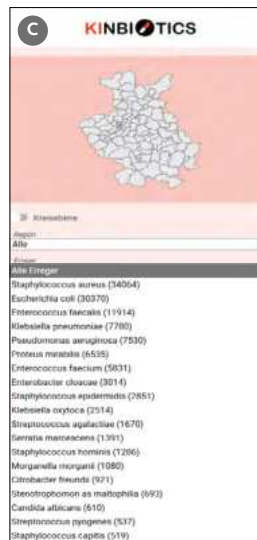 C
KINBIOTICS
Kreisebene
Region
Alle
Erreger
Alle Erreger
Staphylococcus aureus (34064)
Escherichia coli (30370)
Enterococcus faecalis (11914)
Klebsiella pneumoniae (7780)
Pseudomonas aeruginosa (7530)
Proteus mirabilis (6535)
Enterococcus faecium (5831)
Enterobacter cloacae (3814)
Staphylococcus epidermidis (2851)
Klebsiella oxytoca (2514)
Streptococcus agalactiae (1670)
Serratia marcescens (1391)
Staphylococcus hominis (1286)
Morganella morganii (1080)
Citrobacter freundii (921)
Stenotrophomon as maltophilia (693)
Candida albicans (610)
Streptococcus pyogenes (537)
Staphylococcus capitis (519)